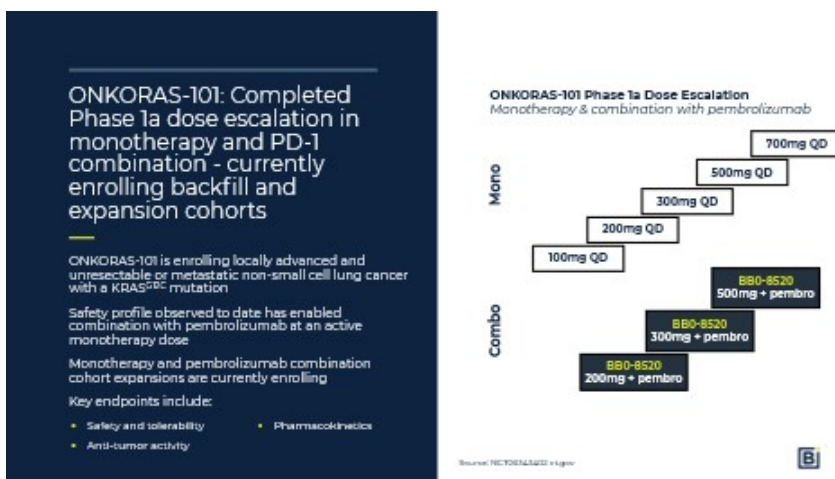 ONKORAS-101: Completed
Phase 1a dose escalation in
monotherapy and PD-1
combination - currently
enrolling backfill and
expansion cohorts
ONKORAS-101 is enrolling locally advanced and
unresectable or metastatic non-small cell lung cancer
with a KRASG12C mutation
Safety profile observed to date has enabled
combination with pembrolizumab at an active
monotherapy dose
Monotherapy and pembrolizumab combination
cohort expansions are currently enrolling
Key endpoints include:
• Safety and tolerability
• Pharmacokinetics
• Anti-tumor activity
ONKORAS-101 Phase 1a Dose Escalation
Monotherapy & combination with pembrolizumab
Mono
700mg QD
500mg QD
300mg QD
200mg QD
100mg QD
Combo
BBO-8520
500mg + pembro
BBO-8520
300mg + pembro
BBO-8520
200mg + pembro
Source:
B